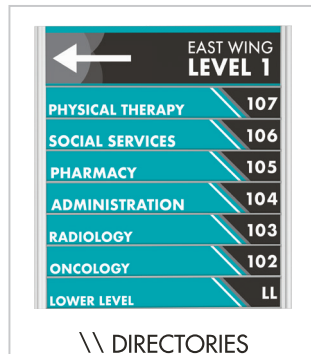 EAST WING
LEVEL 1
PHYSICAL THERAPY 107
SOCIAL SERVICES 106
PHARMACY 105
ADMINISTRATION 104
RADIOLOGY 103
ONCOLOGY 102
LOWER LEVEL LL
\\ DIRECTORIES